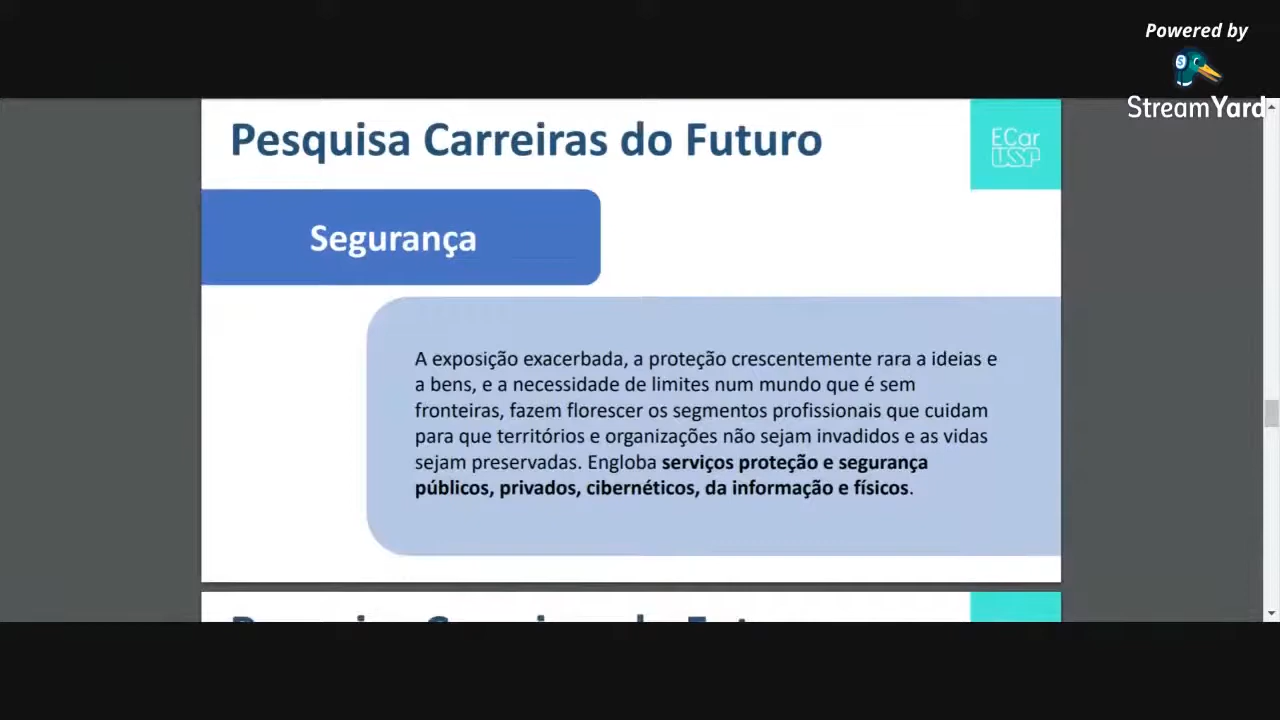 Powered by
StreamYard
Pesquisa Carreiras do Futuro
ECar
USP
Segurança
A exposição exacerbada, a proteção crescentemente rara a ideias e
a bens, e a necessidade de limites num mundo que é sem
fronteiras, fazem florescer os segmentos profissionais que cuidam
para que territórios e organizações não sejam invadidos e as vidas
sejam preservadas. Engloba serviços proteção e segurança
públicos, privados, cibernéticos, da informação e físicos.